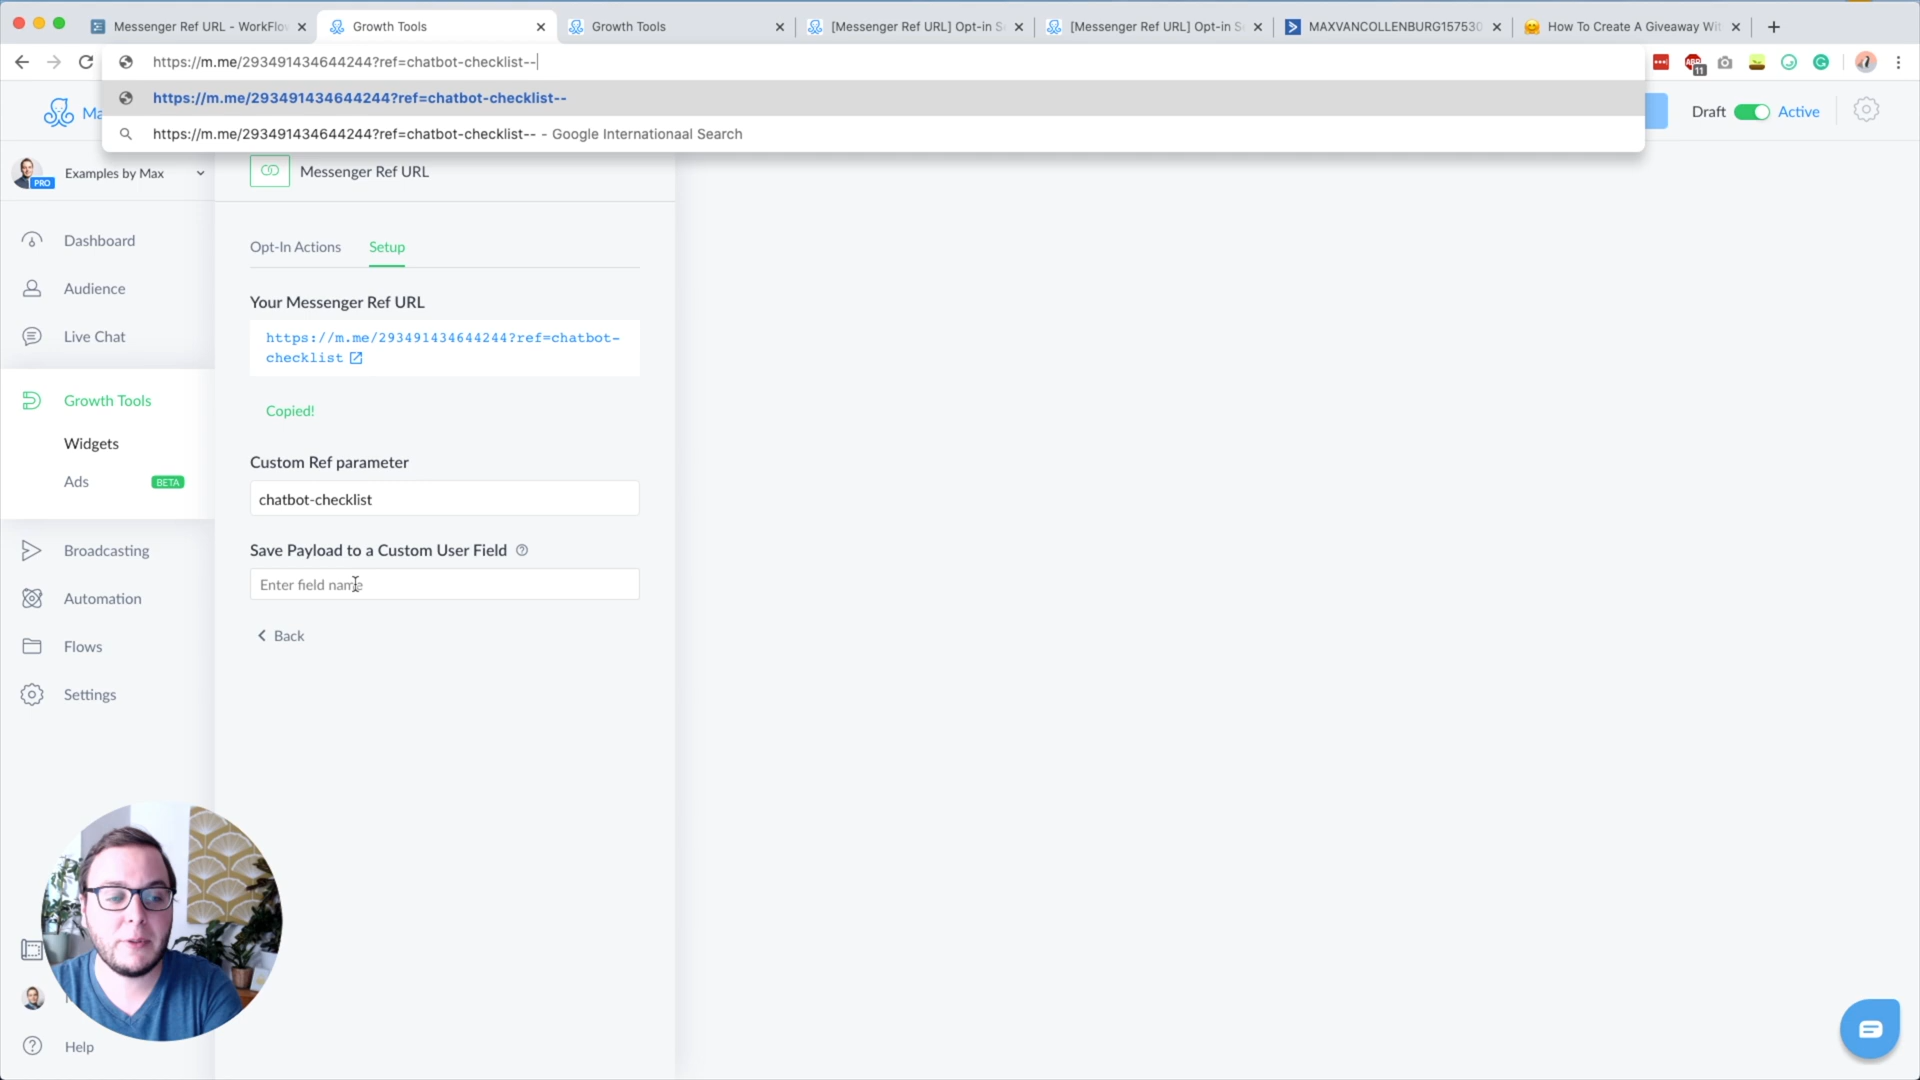 Messenger Ref URL - WorkFlow
Growth Tools
Growth Tools
[Messenger Ref URL] Opt-in S
[Messenger Ref URL] Opt-in S
MAXVANCOLLENBURG157530
How To Create A Giveaway Wit
https://m.me/293491434644244?ref=chatbot-checklist--
11
https://m.me/293491434644244?ref=chatbot-checklist--
https://m.me/293491434644244?ref=chatbot-checklist-- - Google Internationaal Search
Ma
Draft
Active
PRO
Examples by Max
Dashboard
Audience
Live Chat
Growth Tools
Widgets
Ads
BETA
Broadcasting
Automation
Flows
Settings
Help
Messenger Ref URL
Opt-In Actions
Setup
Your Messenger Ref URL
https://m.me/293491434644244?ref=chatbot-
checklist
Copied!
Custom Ref parameter
chatbot-checklist
Save Payload to a Custom User Field
Enter field name
Back